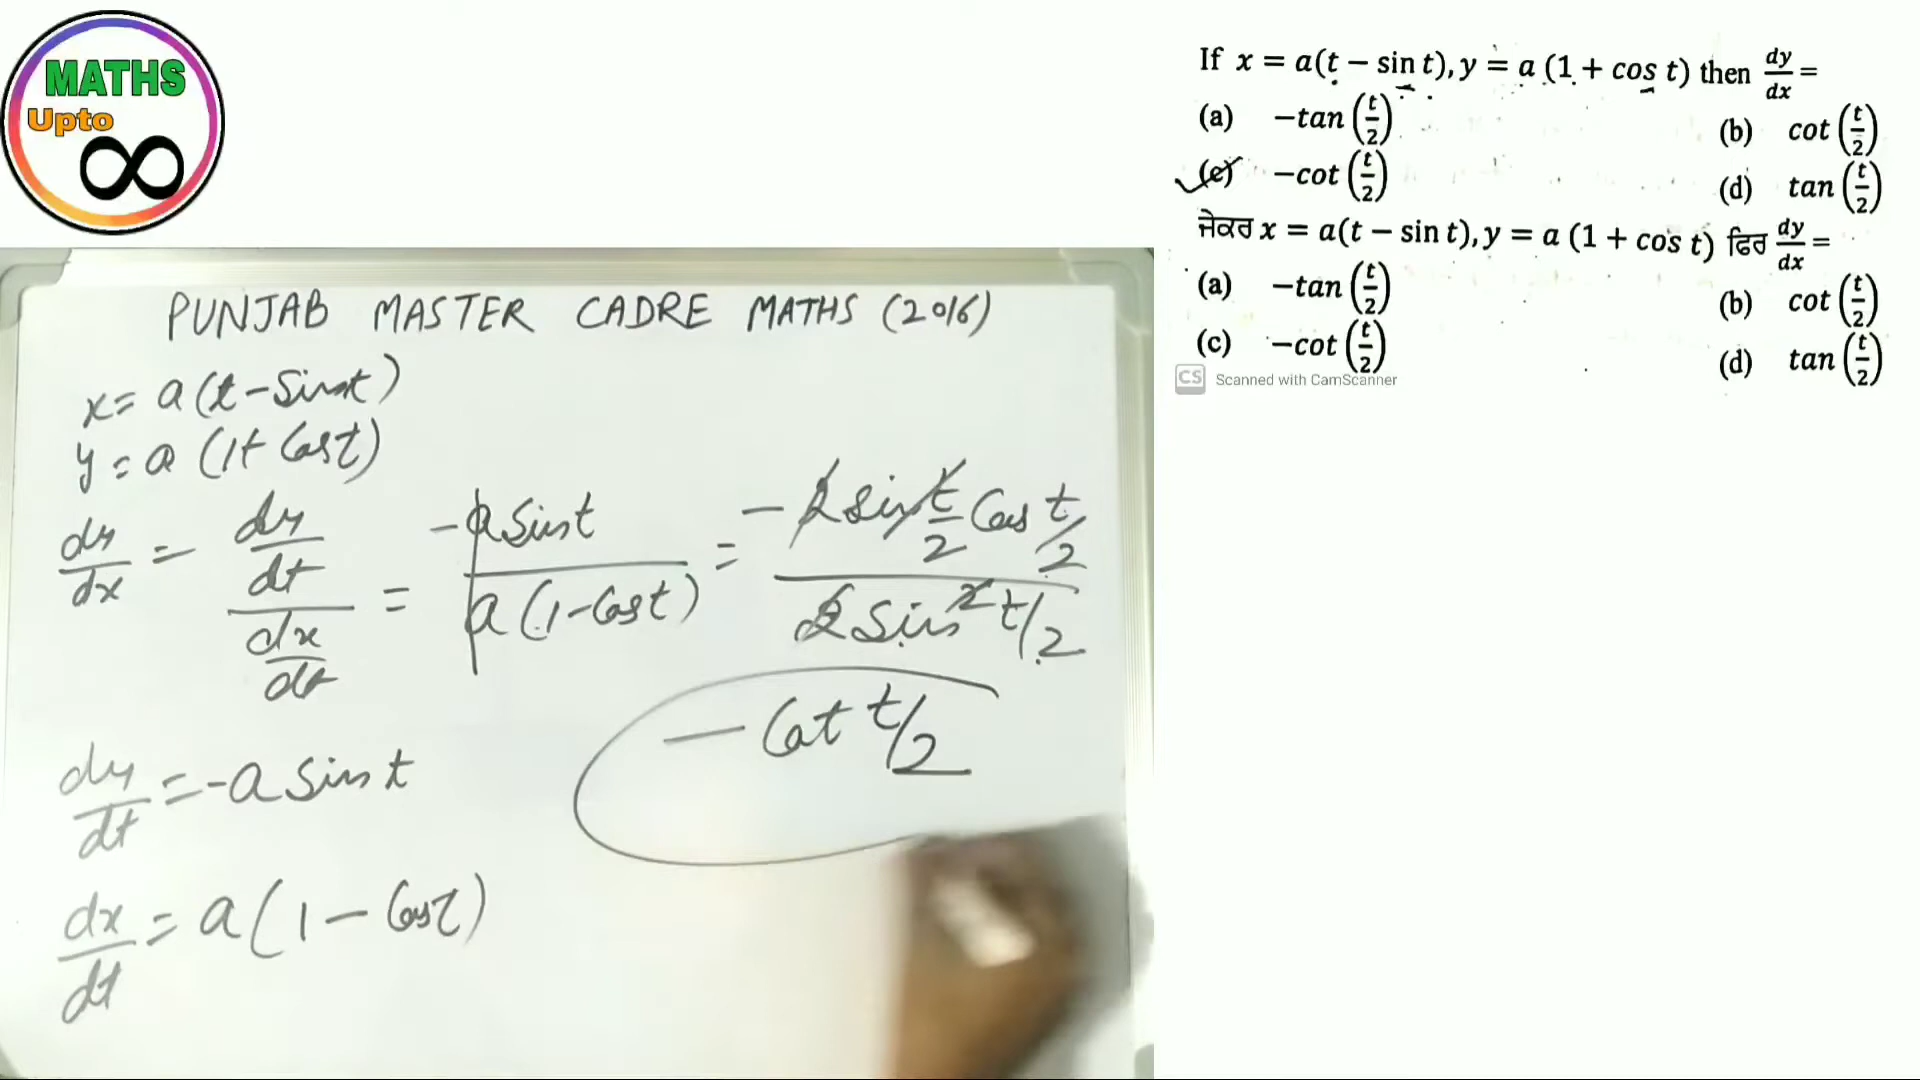 MATHS
Upto
∞
If x = a(t − sin t), y = a (1 + cos t) then dy/dx =
(a) −tan (t/2) (b) cot (t/2)
(c) −cot (t/2) (d) tan (t/2)
ਜੇਕਰ x = a(t − sin t), y = a (1 + cos t) ਫਿਰ dy/dx =
(a) −tan (t/2) (b) cot (t/2)
(c) −cot (t/2) (d) tan (t/2)
CS Scanned with CamScanner
PUNJAB MASTER CADRE MATHS (2016)
x = a(t − Sint)
y = a (1+ Cost)
dy/dx = (dy/dt)/(dx/dt) = −a Sint / a(1−Cost) = −2 Sin t/2 Cos t/2 / 2 Sin² t/2
− Cot t/2
dy/dt = −a Sin t
dx/dt = a(1 − Cost)